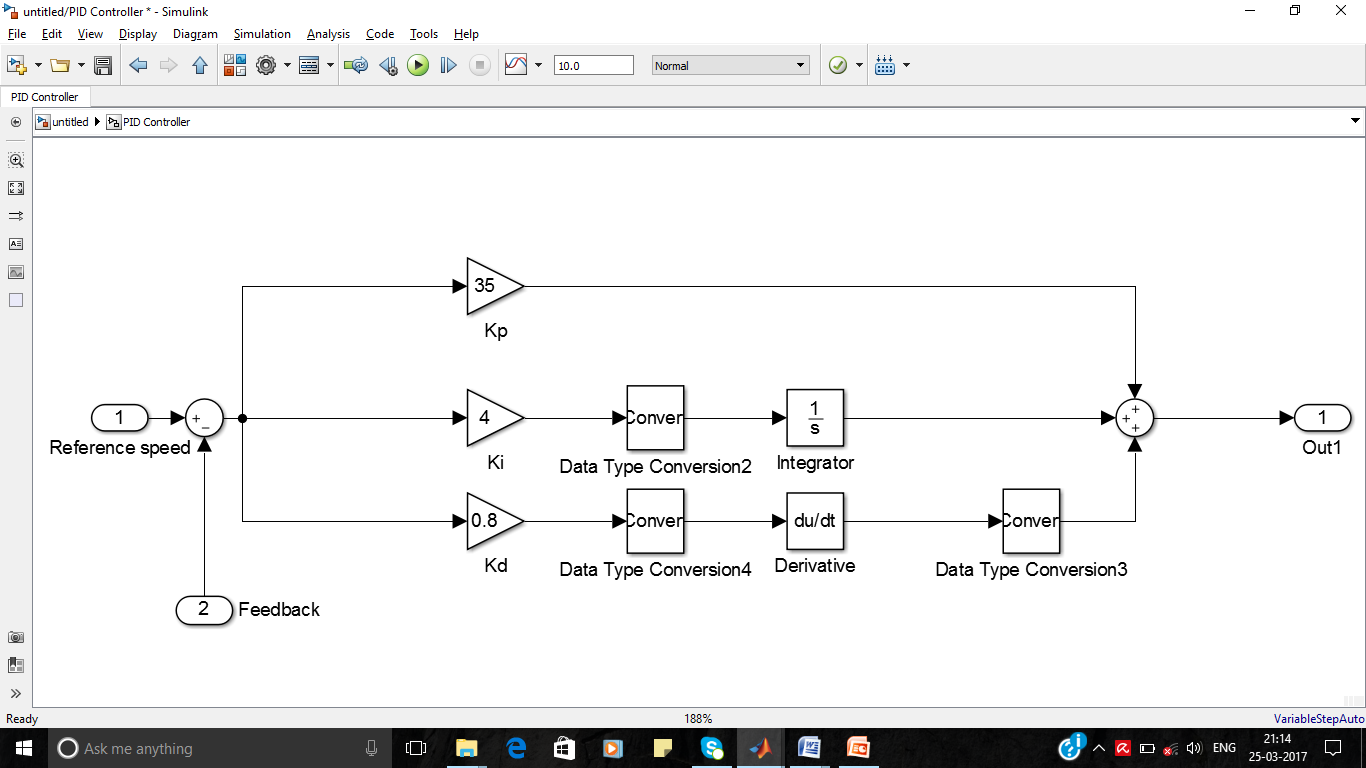 untitled/PID Controller * - Simulink
File Edit View Display Diagram Simulation Analysis Code Tools Help
10.0 Normal
PID Controller
untitled PID Controller
35
Kp
1 + − 4 Conver 1/s + + + 1
Reference speed Ki Data Type Conversion2 Integrator Out1
0.8 Conver du/dt Conver
Kd Data Type Conversion4 Derivative Data Type Conversion3
2 Feedback
Ready 188% VariableStepAuto
Ask me anything ENG 21:14
25-03-2017